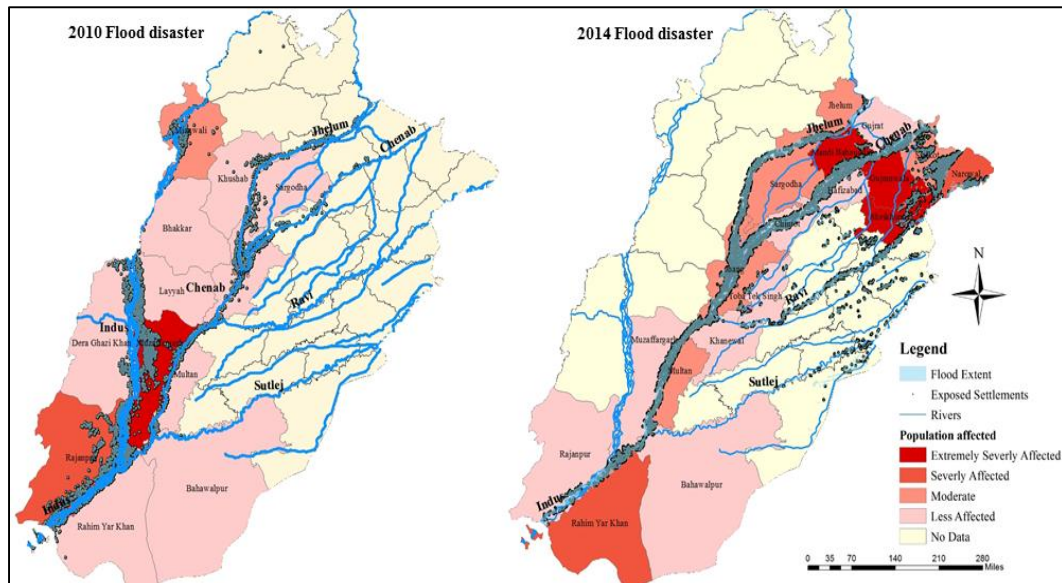 2010 Flood disaster
Mianwali
Jhelum
Chenab
Khushab
Sargodha
Bhakkar
Chenab
Layyah
Ravi
Indus
Dera Ghazi Khan
Multan
Sutlej
Rajanpur
Bahawalpur
Indus
Rahim Yar Khan
2014 Flood disaster
Jhelum
Gujrat
Jhelum
Chenab
Sargodha
Hafizabad
Narowal
Toba Tek Singh
Ravi
Muzaffargarh
Khanewal
Multan
Sutlej
Rajanpur
Bahawalpur
Indus
Rahim Yar Khan
N
Legend
Flood Extent
Exposed Settlements
Rivers
Population affected
Extremely Severly Affected
Severly Affected
Moderate
Less Affected
No Data
0 35 70 140 210 280
Miles